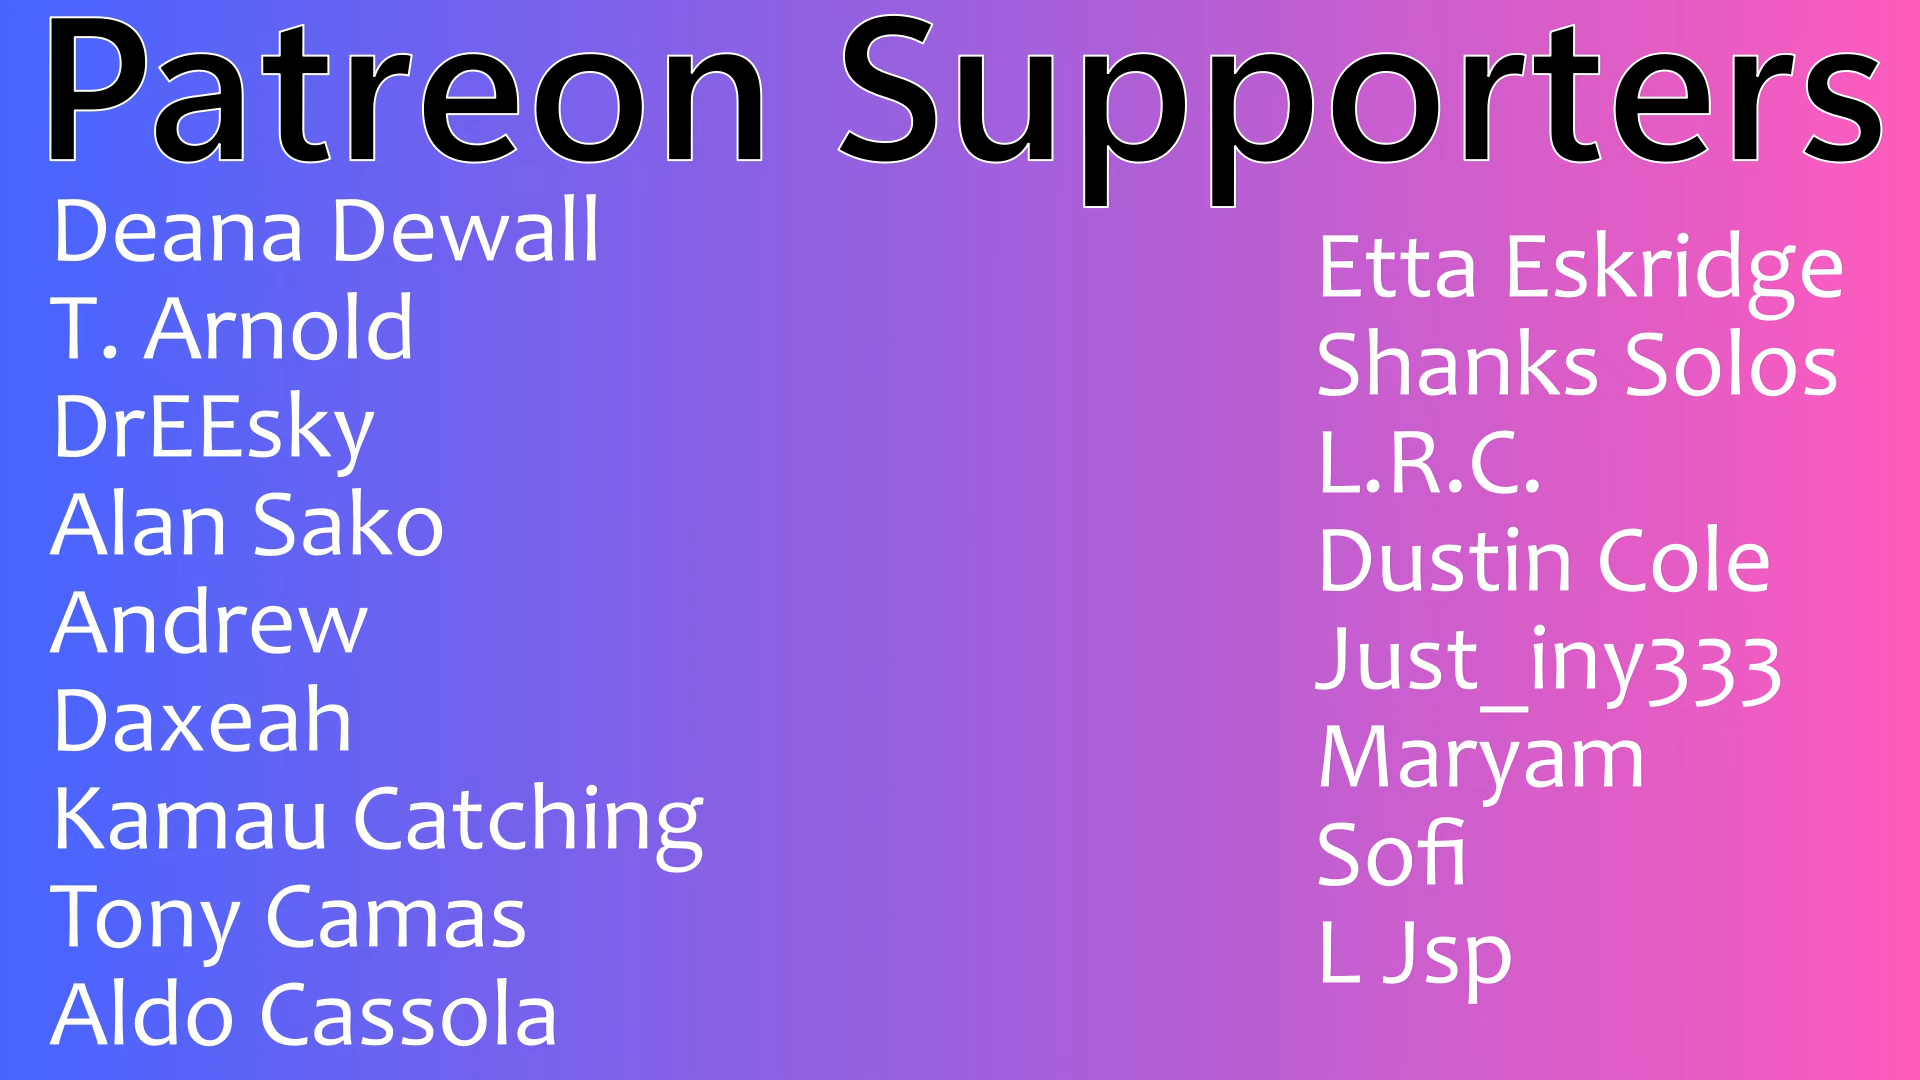 Patreon Supporters
Deana Dewall
T. Arnold
DrEEsky
Alan Sako
Andrew
Daxeah
Kamau Catching
Tony Camas
Aldo Cassola
Etta Eskridge
Shanks Solos
L.R.C.
Dustin Cole
Just_iny333
Maryam
Sofi
L Jsp